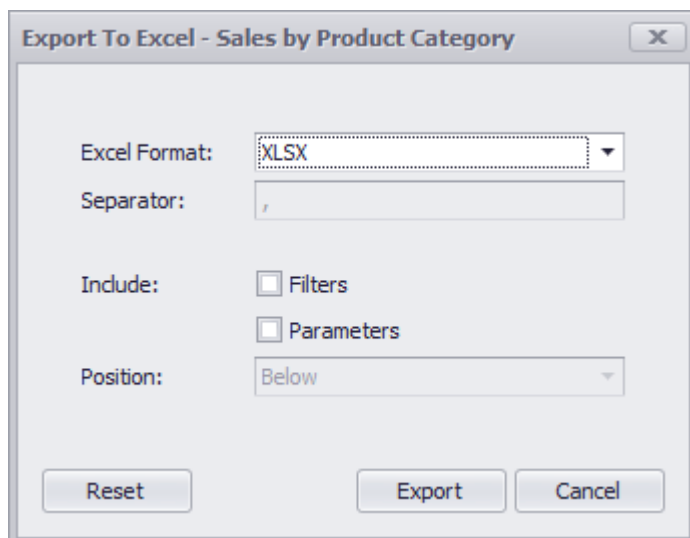 Export To Excel - Sales by Product Category
Excel Format: XLSX
Separator: ,
Include: Filters
Parameters
Position: Below
Reset Export Cancel